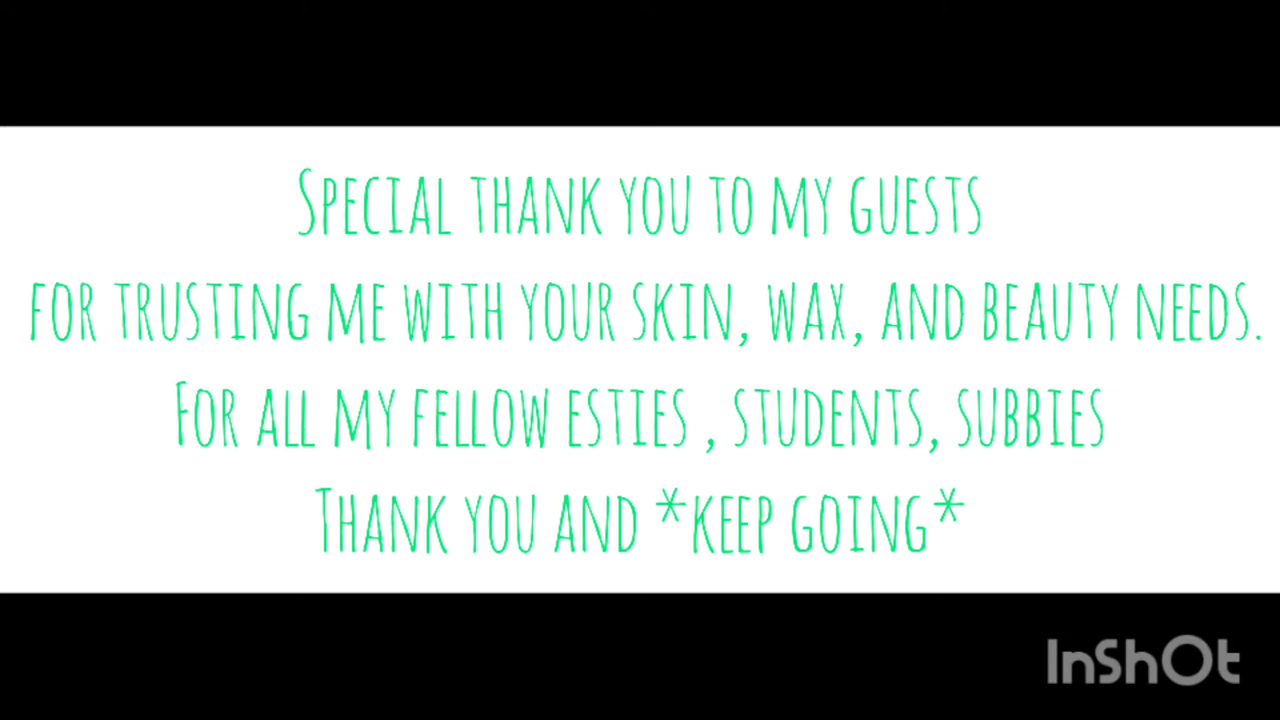 Special thank you to my guests
for trusting me with your skin, wax, and beauty needs.
For all my fellow esties , students, subbies
Thank you and *keep going*
InShOt